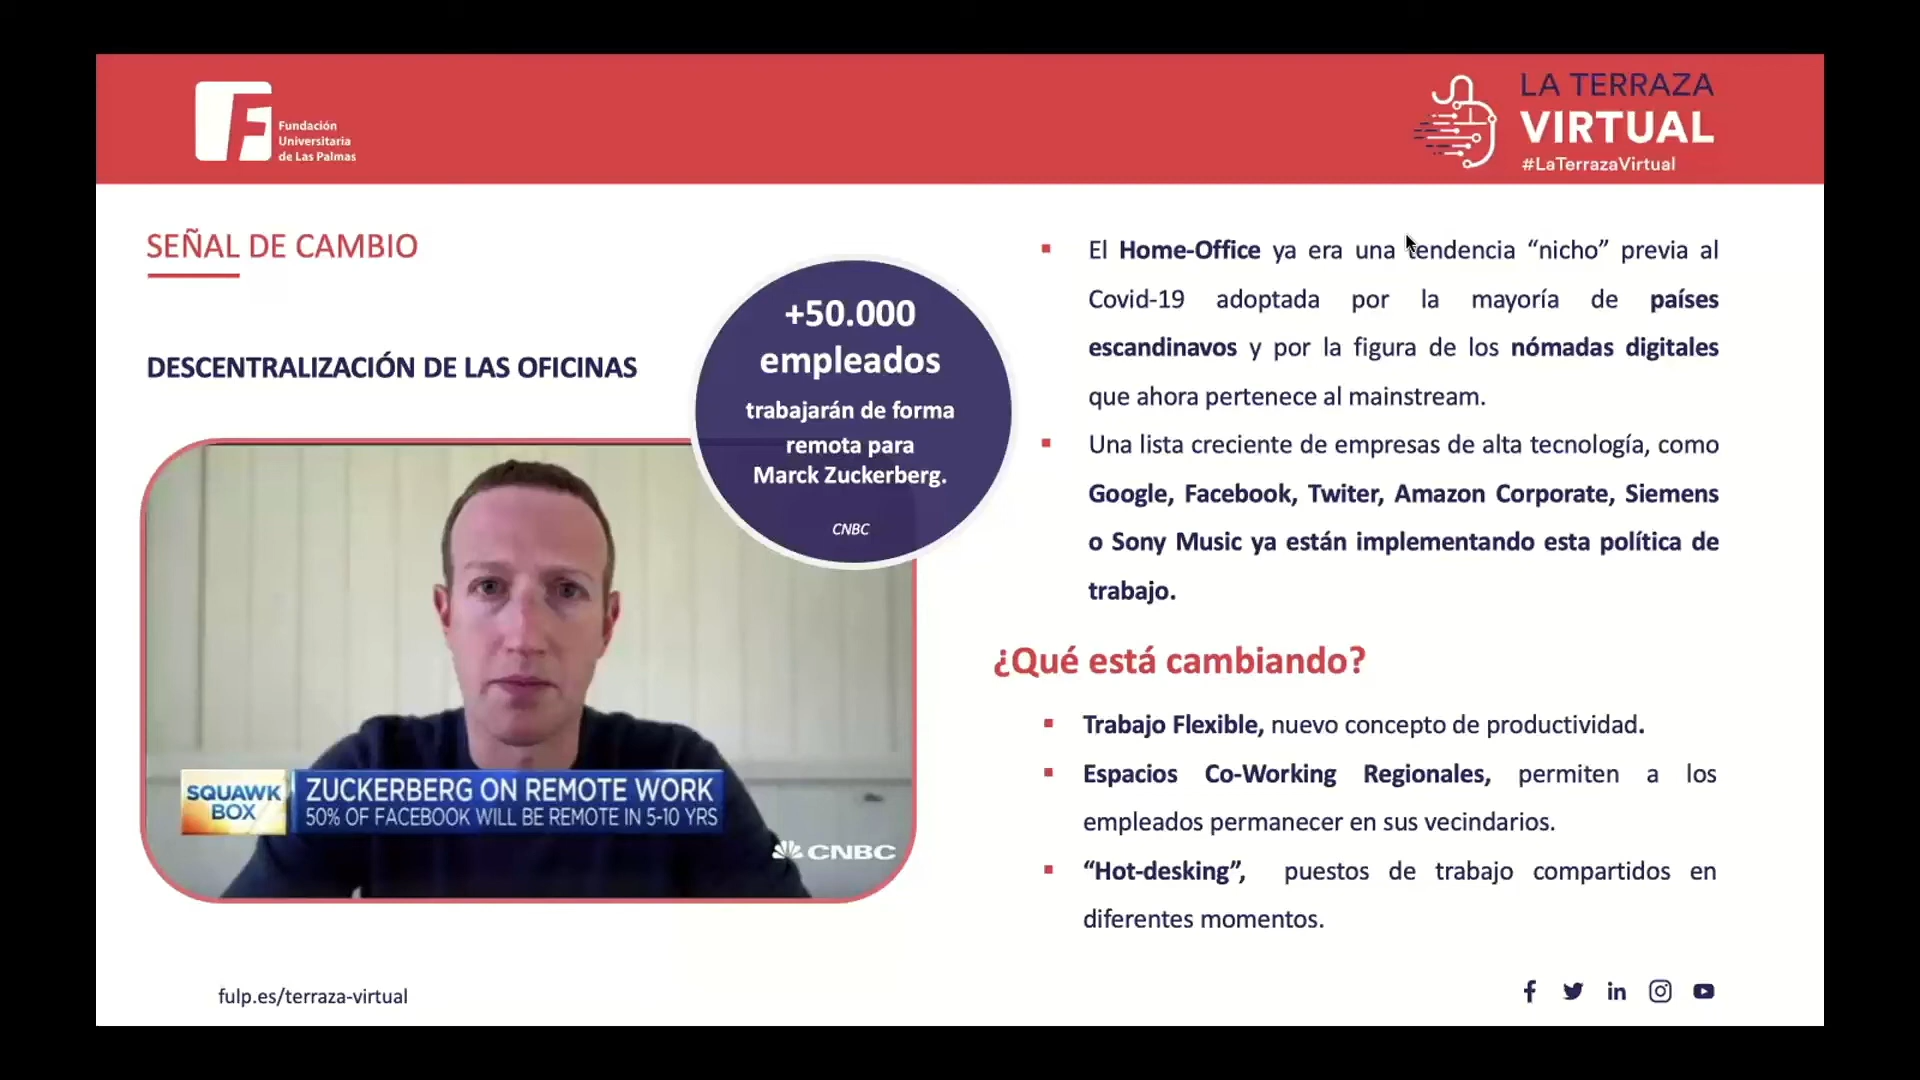 Fundación
Universitaria
de Las Palmas
LA TERRAZA
VIRTUAL
#LaTerrazaVirtual
SEÑAL DE CAMBIO
DESCENTRALIZACIÓN DE LAS OFICINAS
+50.000
empleados
trabajarán de forma
remota para
Marck Zuckerberg.
CNBC
SQUAWK
BOX
ZUCKERBERG ON REMOTE WORK
50% OF FACEBOOK WILL BE REMOTE IN 5-10 YRS
CNBC
El Home-Office ya era una tendencia “nicho” previa al
Covid-19 adoptada por la mayoría de países
escandinavos y por la figura de los nómadas digitales
que ahora pertenece al mainstream.
Una lista creciente de empresas de alta tecnología, como
Google, Facebook, Twiter, Amazon Corporate, Siemens
o Sony Music ya están implementando esta política de
trabajo.
¿Qué está cambiando?
Trabajo Flexible, nuevo concepto de productividad.
Espacios Co-Working Regionales, permiten a los
empleados permanecer en sus vecindarios.
“Hot-desking”, puestos de trabajo compartidos en
diferentes momentos.
fulp.es/terraza-virtual